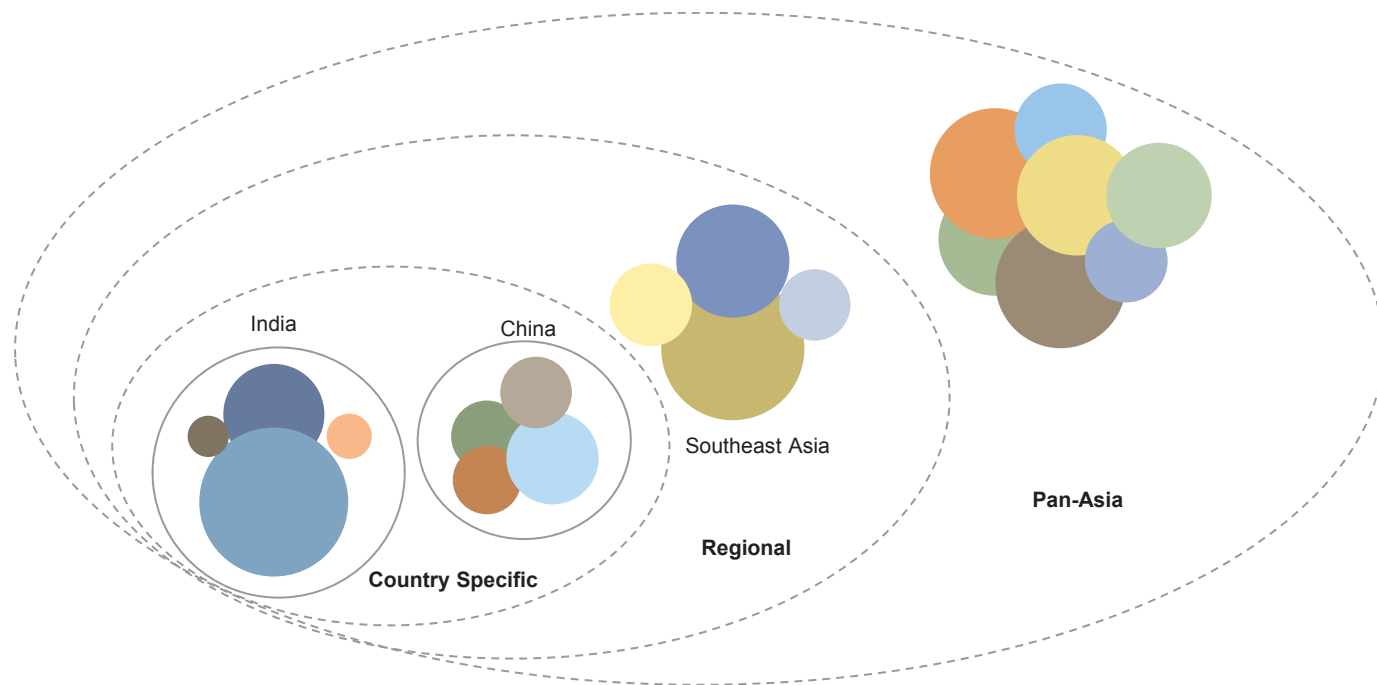 India
China
Southeast Asia
Pan-Asia
Regional
Country Specific